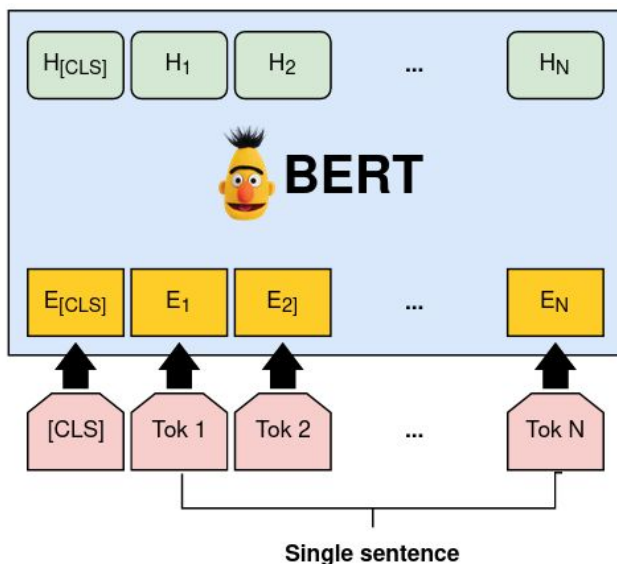 H[CLS] H1 H2 ... HN
BERT
E[CLS] E1 E2] ... EN
[CLS] Tok 1 Tok 2 ... Tok N
Single sentence